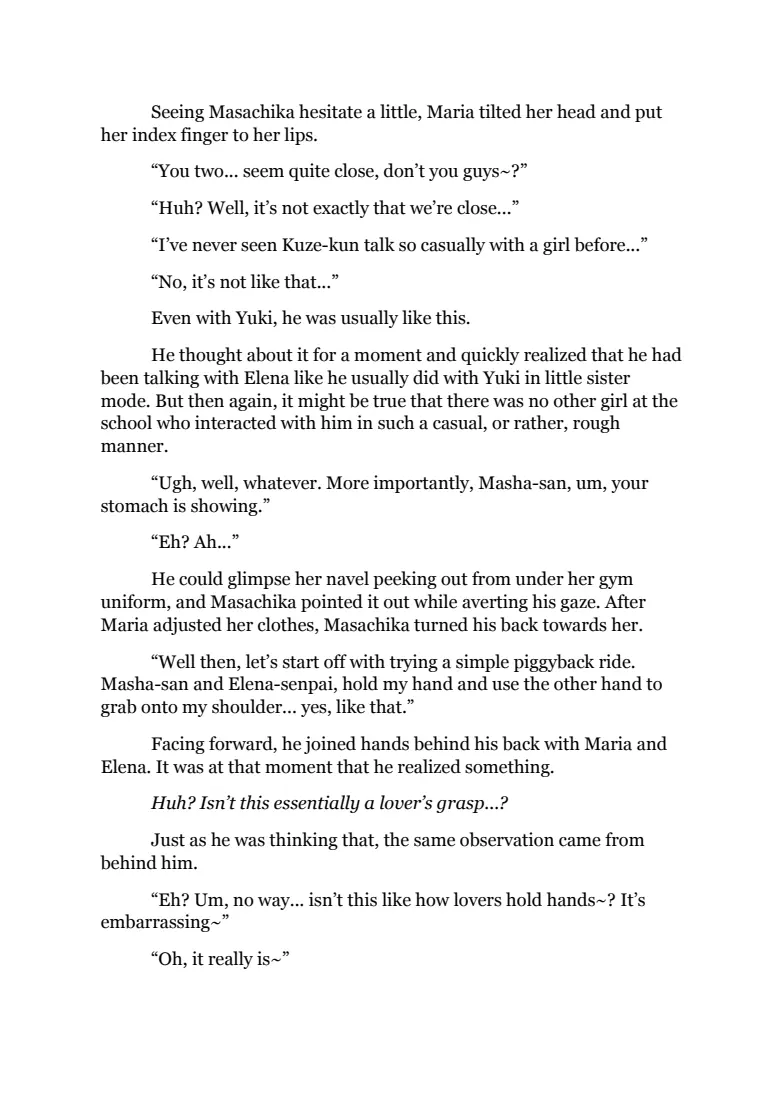 Seeing Masachika hesitate a little, Maria tilted her head and put
her index finger to her lips.
“You two... seem quite close, don’t you guys~?”
“Huh? Well, it’s not exactly that we’re close...”
“I’ve never seen Kuze-kun talk so casually with a girl before...”
“No, it’s not like that...”
Even with Yuki, he was usually like this.
He thought about it for a moment and quickly realized that he had
been talking with Elena like he usually did with Yuki in little sister
mode. But then again, it might be true that there was no other girl at the
school who interacted with him in such a casual, or rather, rough
manner.
“Ugh, well, whatever. More importantly, Masha-san, um, your
stomach is showing.”
“Eh? Ah...”
He could glimpse her navel peeking out from under her gym
uniform, and Masachika pointed it out while averting his gaze. After
Maria adjusted her clothes, Masachika turned his back towards her.
“Well then, let’s start off with trying a simple piggyback ride.
Masha-san and Elena-senpai, hold my hand and use the other hand to
grab onto my shoulder... yes, like that.”
Facing forward, he joined hands behind his back with Maria and
Elena. It was at that moment that he realized something.
Huh? Isn’t this essentially a lover’s grasp...?
Just as he was thinking that, the same observation came from
behind him.
“Eh? Um, no way... isn’t this like how lovers hold hands~? It’s
embarrassing~”
“Oh, it really is~”